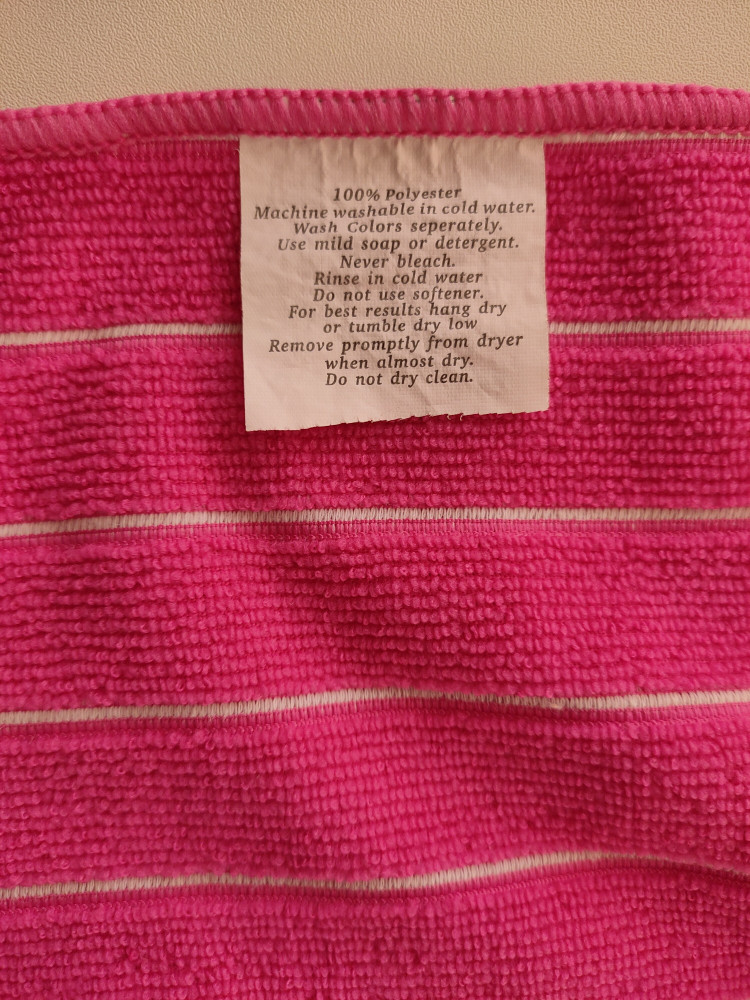 100% Polyester
Machine washable in cold water.
Wash Colors seperately.
Use mild soap or detergent.
Never bleach.
Rinse in cold water
Do not use softener.
For best results hang dry
or tumble dry low
Remove promptly from dryer
when almost dry.
Do not dry clean.